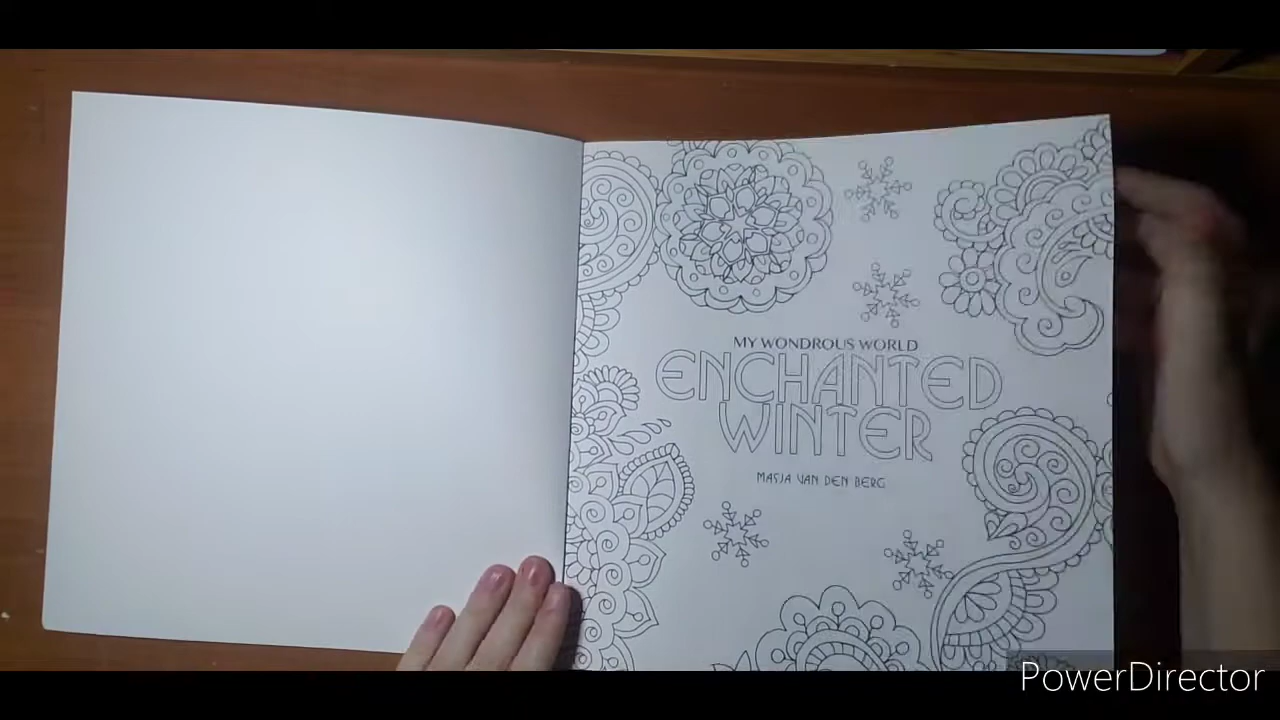 MY WONDROUS WORLD
ENCHANTED
WINTER
MASJA VAN DEN BERG
PowerDirector